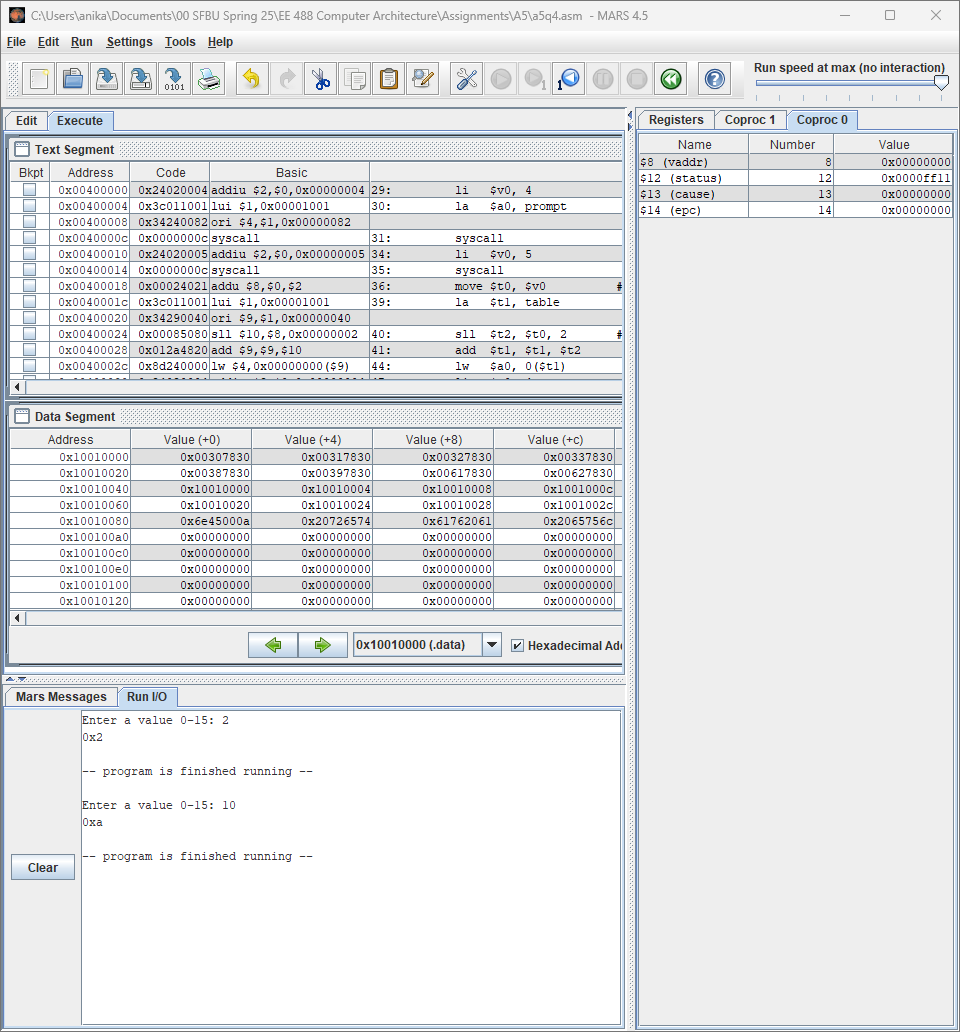 C:\Users\anika\Documents\00 SFBU Spring 25\EE 488 Computer Architecture\Assignments\A5\a5q4.asm - MARS 4.5
File Edit Run Settings Tools Help
Run speed at max (no interaction)
0101
1
1
Edit Execute
Text Segment
Bkpt Address Code Basic
0x00400000 0x24020004 addiu $2,$0,0x00000004 29: li $v0, 4
0x00400004 0x3c011001 lui $1,0x00001001 30: la $a0, prompt
0x00400008 0x34240082 ori $4,$1,0x00000082
0x0040000c 0x0000000c syscall 31: syscall
0x00400010 0x24020005 addiu $2,$0,0x00000005 34: li $v0, 5
0x00400014 0x0000000c syscall 35: syscall
0x00400018 0x00024021 addu $8,$0,$2 36: move $t0, $v0 #
0x0040001c 0x3c011001 lui $1,0x00001001 39: la $t1, table
0x00400020 0x34290040 ori $9,$1,0x00000040
0x00400024 0x00085080 sll $10,$8,0x00000002 40: sll $t2, $t0, 2 #
0x00400028 0x012a4820 add $9,$9,$10 41: add $t1, $t1, $t2
0x0040002c 0x8d240000 lw $4,0x00000000($9) 44: lw $a0, 0($t1)
Data Segment
Address Value (+0) Value (+4) Value (+8) Value (+c)
0x10010000 0x00307830 0x00317830 0x00327830 0x00337830
0x10010020 0x00387830 0x00397830 0x00617830 0x00627830
0x10010040 0x10010000 0x10010004 0x10010008 0x1001000c
0x10010060 0x10010020 0x10010024 0x10010028 0x1001002c
0x10010080 0x6e45000a 0x20726574 0x61762061 0x2065756c
0x100100a0 0x00000000 0x00000000 0x00000000 0x00000000
0x100100c0 0x00000000 0x00000000 0x00000000 0x00000000
0x100100e0 0x00000000 0x00000000 0x00000000 0x00000000
0x10010100 0x00000000 0x00000000 0x00000000 0x00000000
0x10010120 0x00000000 0x00000000 0x00000000 0x00000000
0x10010000 (.data) Hexadecimal Add
Mars Messages Run I/O
Enter a value 0-15: 2
0x2
-- program is finished running --
Enter a value 0-15: 10
0xa
-- program is finished running --
Clear
Registers Coproc 1 Coproc 0
Name Number Value
$8 (vaddr) 8 0x00000000
$12 (status) 12 0x0000ff11
$13 (cause) 13 0x00000000
$14 (epc) 14 0x00000000